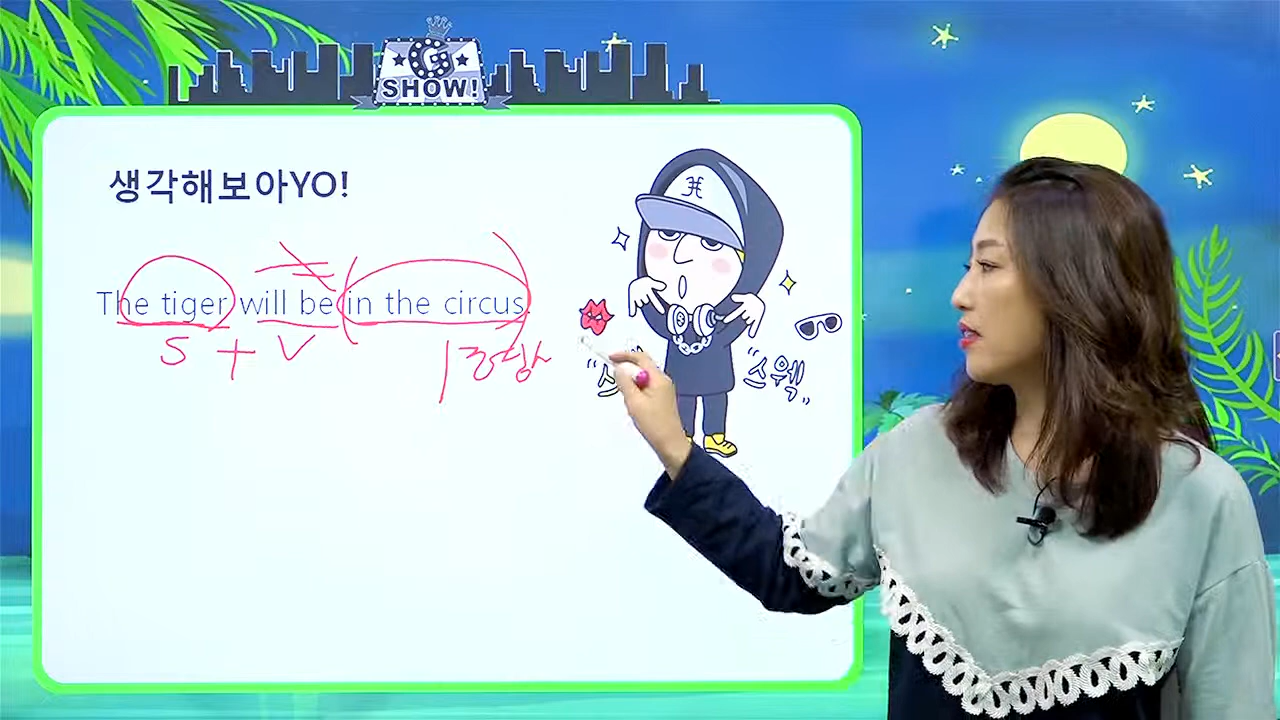 G
SHOW!
생각해보아YO!
The tiger will be in the circus.
S + V
1형식
"스웩"